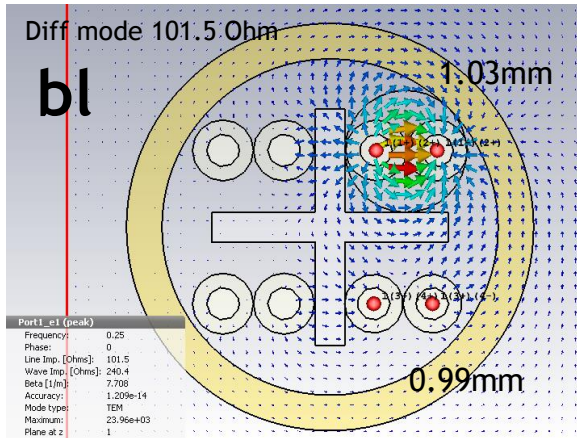 Diff mode 101.5 Ohm
bl
1.03mm
0.99mm
Port1_e1 (peak)
Frequency: 0.25
Phase: 0
Line Imp. [Ohms]: 101.5
Wave Imp. [Ohms]: 240.4
Beta [1/m]: 7.708
Accuracy: 1.209e-14
Mode type: TEM
Maximum: 23.96e+03
Plane at z 1